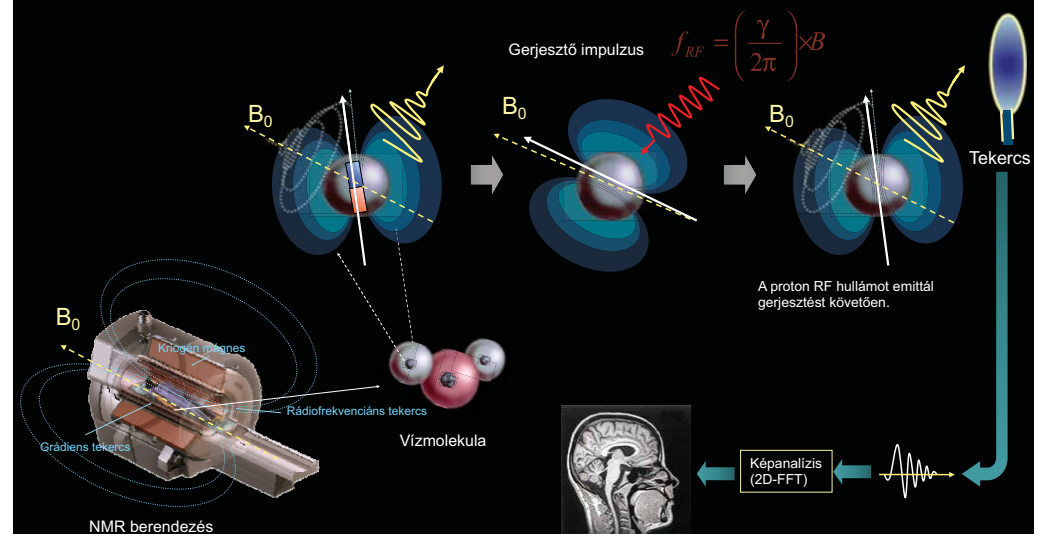 Gerjesztő impulzus
f_RF = (γ / 2π) × B
B₀
B₀
B₀
Tekercs
A proton RF hullámot emittál
gerjesztést követően.
B₀
Kriogén mágnes
Rádiofrekvenciás tekercs
Grádiens tekercs
Vízmolekula
Képanalízis
(2D-FFT)
NMR berendezés